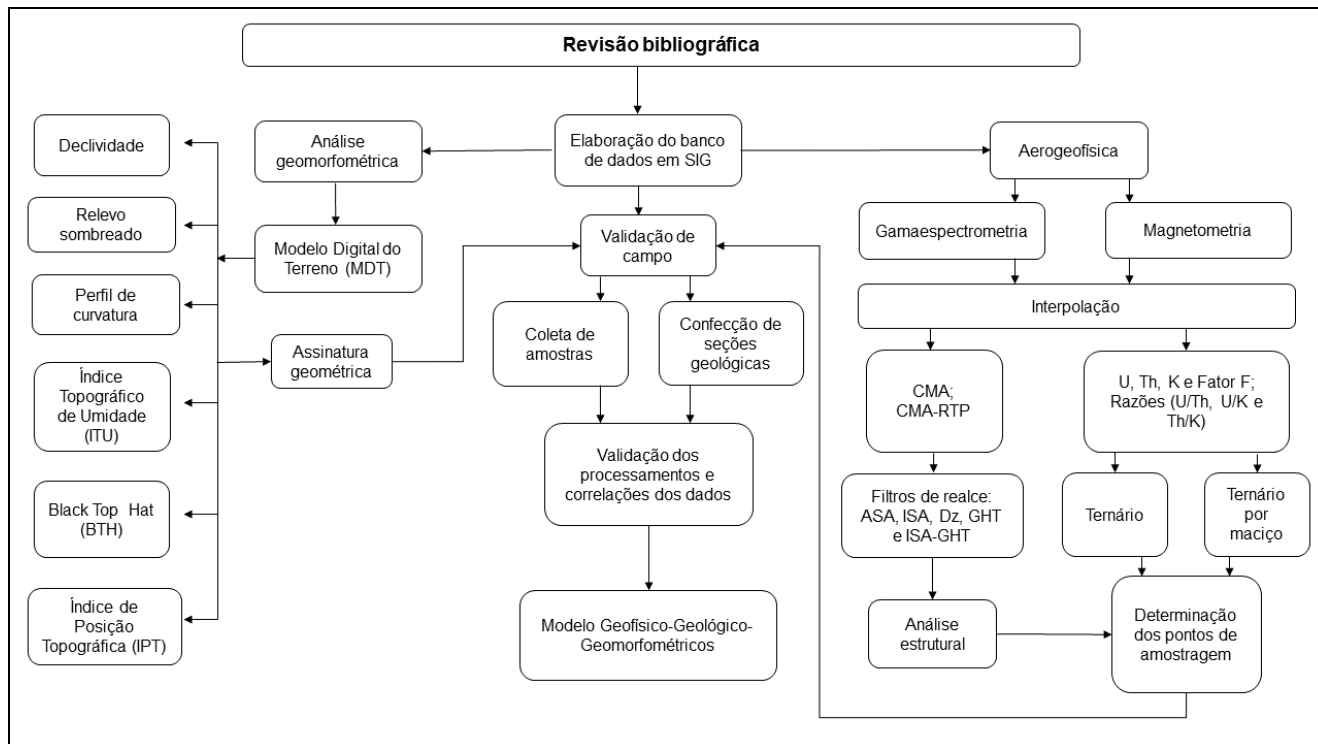 Revisão bibliográfica
Declividade
Análise
geomorfométrica
Elaboração do banco
de dados em SIG
Aerogeofísica
Relevo
sombreado
Modelo Digital do
Terreno (MDT)
Validação de
campo
Gamaespectrometria
Magnetometria
Perfil de
curvatura
Interpolação
Assinatura
geométrica
Coleta de
amostras
Confecção de
seções
geológicas
Índice
Topográfico
de Umidade
(ITU)
CMA;
CMA-RTP
U, Th, K e Fator F;
Razões (U/Th, U/K e
Th/K)
Validação dos
processamentos e
correlações dos dados
Black Top Hat
(BTH)
Filtros de realce:
ASA, ISA, Dz, GHT
e ISA-GHT
Ternário
Ternário
por
maciço
Índice de
Posição
Topográfica (IPT)
Modelo Geofísico-Geológico-
Geomorfométricos
Análise
estrutural
Determinação
dos pontos de
amostragem